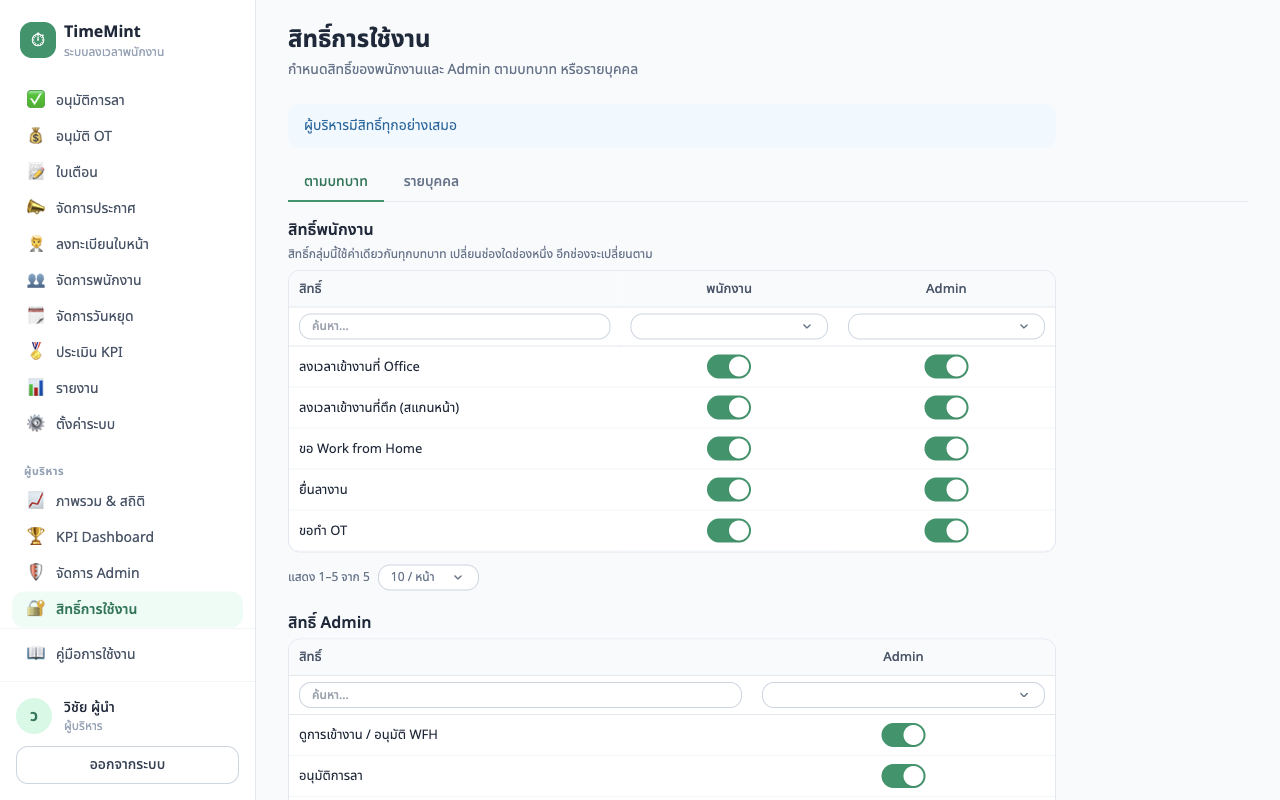 TimeMint
ระบบลงเวลาพนักงาน
อนุมัติการลา
อนุมัติ OT
ใบเตือน
จัดการประกาศ
ลงทะเบียนใบหน้า
จัดการพนักงาน
จัดการวันหยุด
ประเมิน KPI
รายงาน
ตั้งค่าระบบ
ผู้บริหาร
ภาพรวม & สถิติ
KPI Dashboard
จัดการ Admin
สิทธิ์การใช้งาน
คู่มือการใช้งาน
ว
วิชัย ผู้นำ
ผู้บริหาร
ออกจากระบบ
สิทธิ์การใช้งาน
กำหนดสิทธิ์ของพนักงานและ Admin ตามบทบาท หรือรายบุคคล
ผู้บริหารมีสิทธิ์ทุกอย่างเสมอ
ตามบทบาท รายบุคคล
สิทธิ์พนักงาน
สิทธิ์กลุ่มนี้ใช้ค่าเดียวกันทุกบทบาท เปลี่ยนช่องใดช่องหนึ่ง อีกช่องจะเปลี่ยนตาม
สิทธิ์ พนักงาน Admin
ค้นหา...
ลงเวลาเข้างานที่ Office
ลงเวลาเข้างานที่ตึก (สแกนหน้า)
ขอ Work from Home
ยื่นลางาน
ขอทำ OT
แสดง 1–5 จาก 5 10 / หน้า
สิทธิ์ Admin
สิทธิ์ Admin
ค้นหา...
ดูการเข้างาน / อนุมัติ WFH
อนุมัติการลา